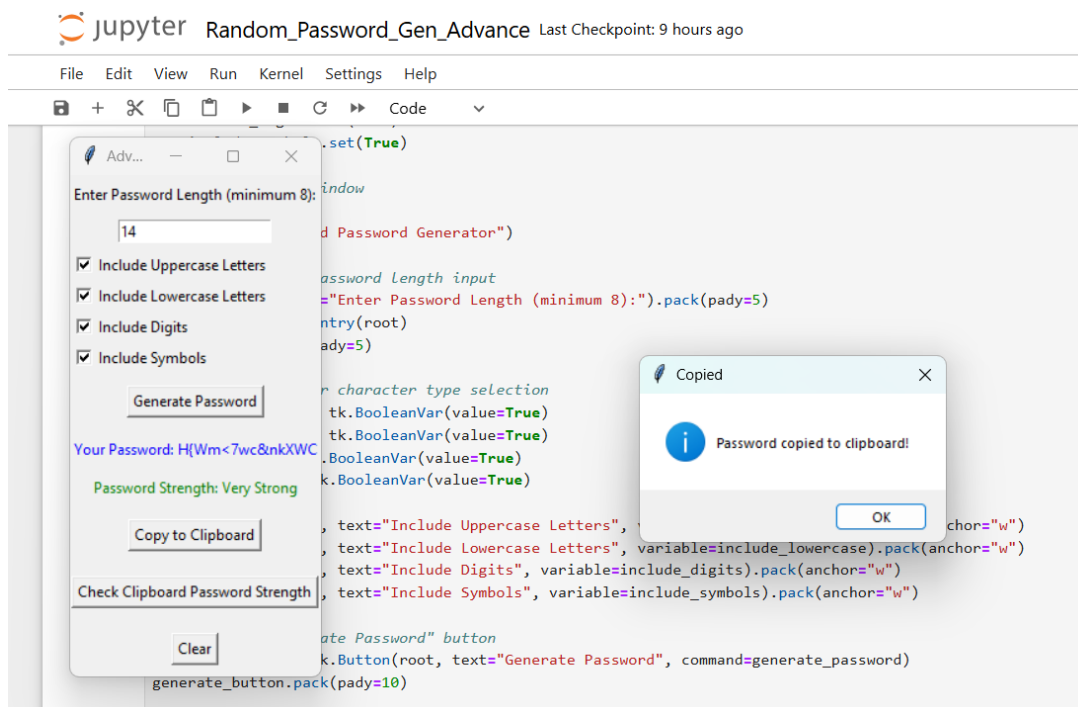 jupyter Random_Password_Gen_Advance Last Checkpoint: 9 hours ago
File Edit View Run Kernel Settings Help
Code
.set(True)
Adv...
indow
Enter Password Length (minimum 8):
14
d Password Generator")
Include Uppercase Letters
assword length input
Include Lowercase Letters
="Enter Password Length (minimum 8):").pack(pady=5)
Include Digits
ntry(root)
ady=5)
Include Symbols
Copied
r character type selection
Generate Password
tk.BooleanVar(value=True)
tk.BooleanVar(value=True)
Password copied to clipboard!
Your Password: H{Wm<7wc&nkXWC
.BooleanVar(value=True)
k.BooleanVar(value=True)
Password Strength: Very Strong
OK
, text="Include Uppercase Letters", chor="w")
Copy to Clipboard
, text="Include Lowercase Letters", variable=include_lowercase).pack(anchor="w")
, text="Include Digits", variable=include_digits).pack(anchor="w")
Check Clipboard Password Strength
, text="Include Symbols", variable=include_symbols).pack(anchor="w")
ate Password" button
Clear
k.Button(root, text="Generate Password", command=generate_password)
generate_button.pack(pady=10)